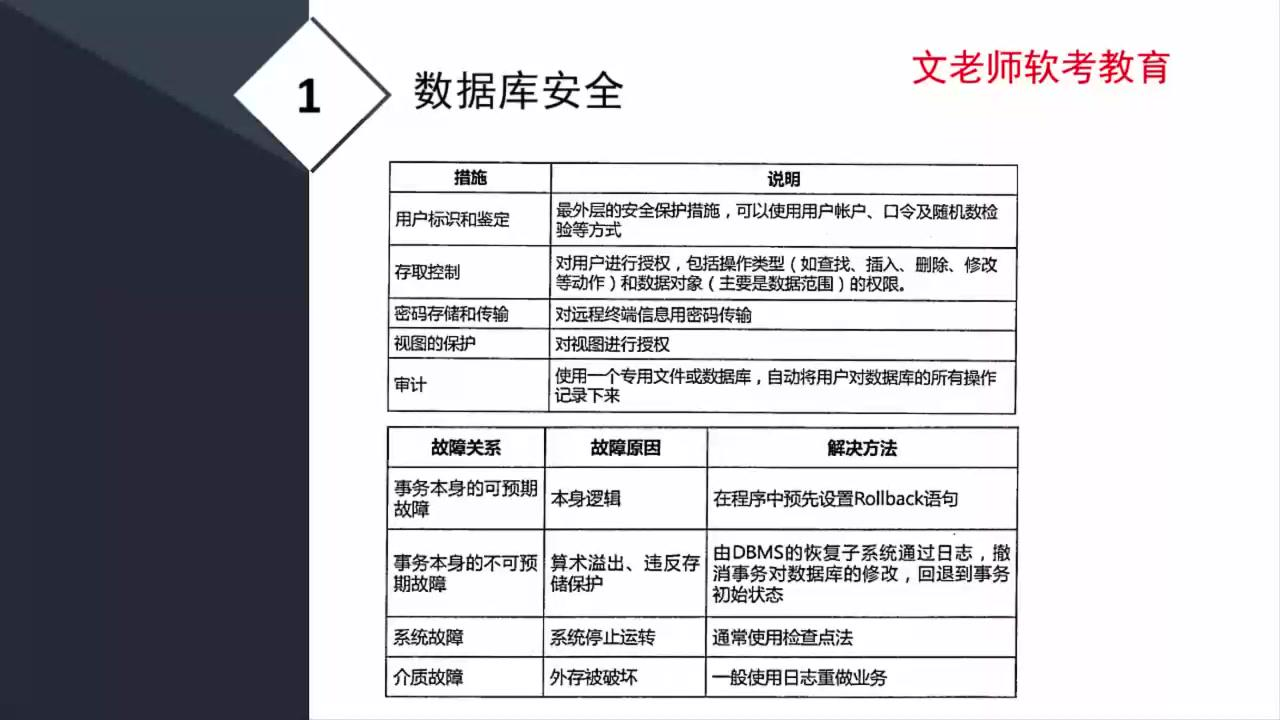 1
数据库安全
文老师软考教育
措施 说明
用户标识和鉴定 最外层的安全保护措施，可以使用用户帐户、口令及随机数检
验等方式
存取控制 对用户进行授权，包括操作类型（如查找、插入、删除、修改
等动作）和数据对象（主要是数据范围）的权限。
密码存储和传输 对远程终端信息用密码传输
视图的保护 对视图进行授权
审计 使用一个专用文件或数据库，自动将用户对数据库的所有操作
记录下来
故障关系 故障原因 解决方法
事务本身的可预期
故障 本身逻辑 在程序中预先设置Rollback语句
事务本身的不可预
期故障 算术溢出、违反存
储保护 由DBMS的恢复子系统通过日志，撤
消事务对数据库的修改，回退到事务
初始状态
系统故障 系统停止运转 通常使用检查点法
介质故障 外存被破坏 一般使用日志重做业务